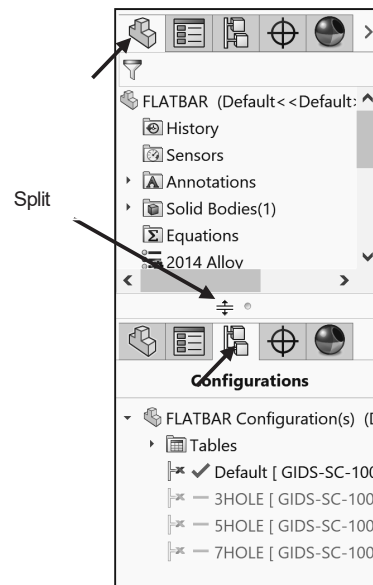 FLATBAR (Default<<Default:
History
Sensors
Annotations
Solid Bodies(1)
Split
Equations
2014 Alloy
Configurations
FLATBAR Configuration(s) (D
Tables
Default [ GIDS-SC-100
3HOLE [ GIDS-SC-100
5HOLE [ GIDS-SC-100
7HOLE [ GIDS-SC-100